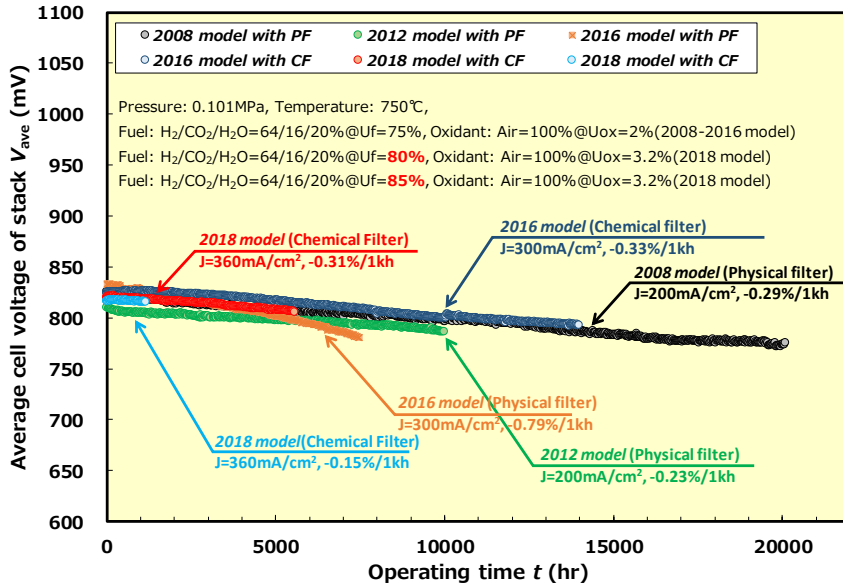 1100
1050
1000
950
900
850
800
750
700
650
600
Average cell voltage of stack Vave (mV)
2008 model with PF 2012 model with PF 2016 model with PF
2016 model with CF 2018 model with CF 2018 model with CF
Pressure: 0.101MPa, Temperature: 750℃,
Fuel: H₂/CO₂/H₂O=64/16/20%@Uf=75%, Oxidant: Air=100%@Uox=2%(2008-2016 model)
Fuel: H₂/CO₂/H₂O=64/16/20%@Uf=80%, Oxidant: Air=100%@Uox=3.2%(2018 model)
Fuel: H₂/CO₂/H₂O=64/16/20%@Uf=85%, Oxidant: Air=100%@Uox=3.2%(2018 model)
2018 model (Chemical Filter)
J=360mA/cm², -0.31%/1kh
2016 model (Chemical Filter)
J=300mA/cm², -0.33%/1kh
2008 model (Physical filter)
J=200mA/cm², -0.29%/1kh
2016 model (Physical filter)
J=300mA/cm², -0.79%/1kh
2018 model(Chemical Filter)
J=360mA/cm², -0.15%/1kh
2012 model (Physical filter)
J=200mA/cm², -0.23%/1kh
0 5000 10000 15000 20000
Operating time t (hr)